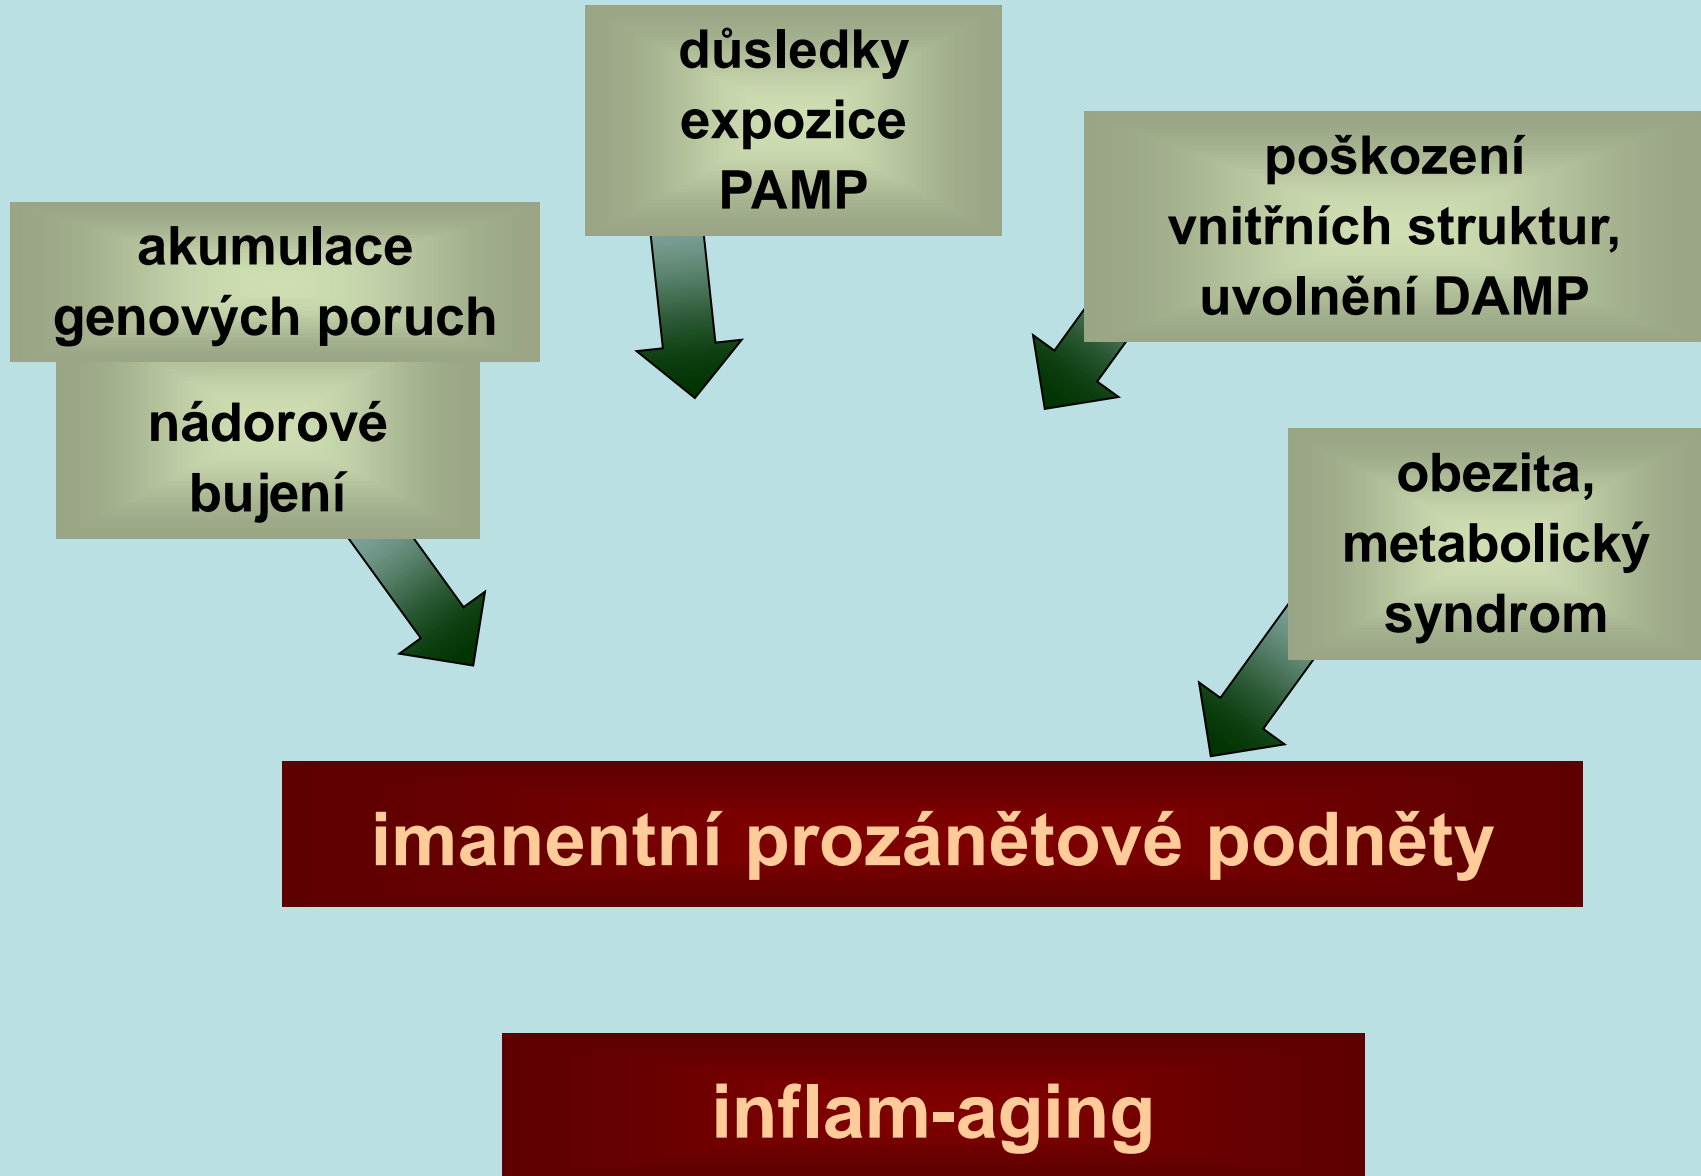 důsledky
expozice
PAMP
poškození
vnitřních struktur,
uvolnění DAMP
akumulace
genových poruch
nádorové
bujení
obezita,
metabolický
syndrom
imanentní prozánětové podněty
inflam-aging